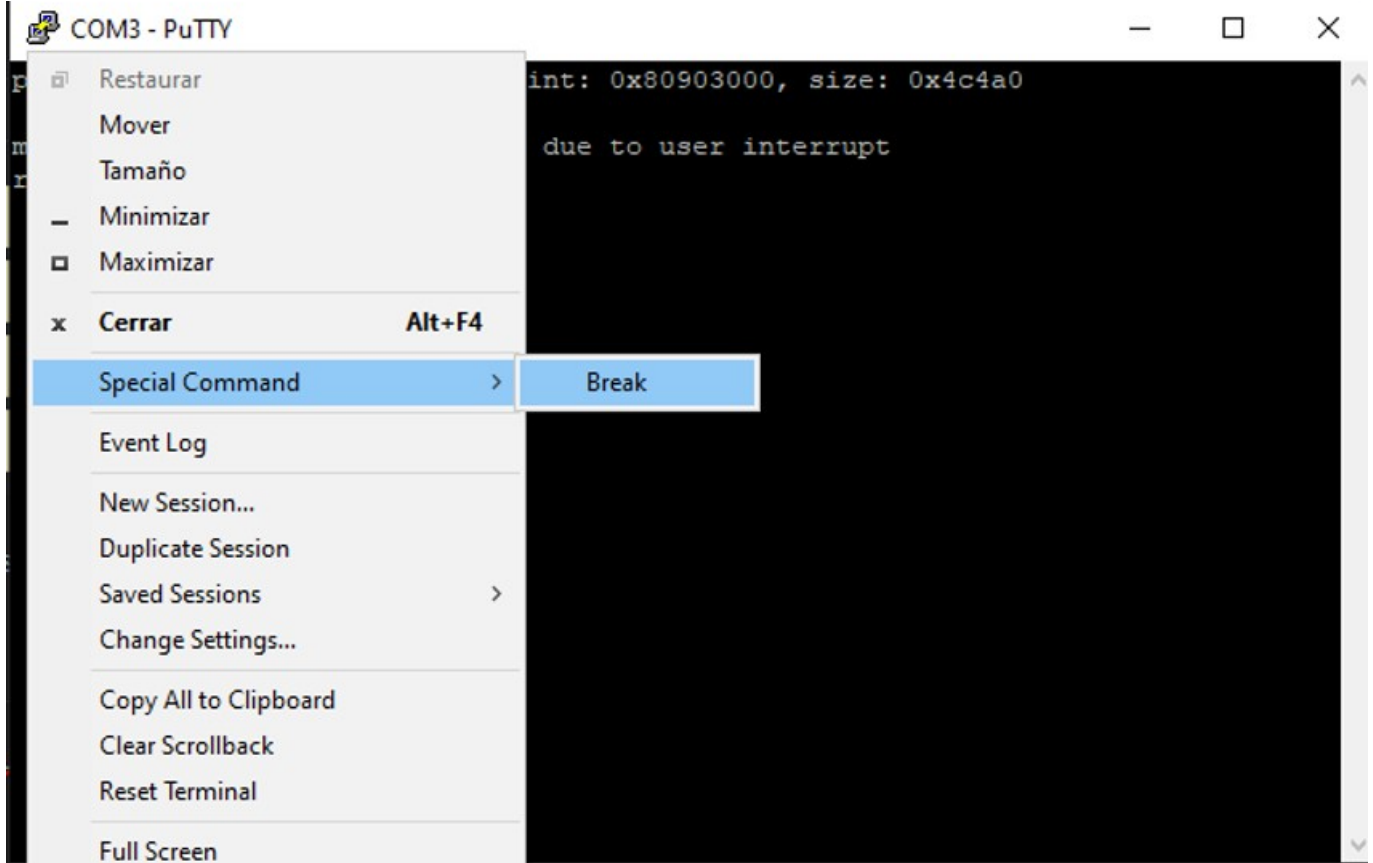 COM3 - PuTTY
p
int: 0x80903000, size: 0x4c4a0
m
due to user interrupt
r
Restaurar
Mover
Tamaño
Minimizar
Maximizar
x Cerrar Alt+F4
Special Command > Break
Event Log
New Session...
Duplicate Session
Saved Sessions >
Change Settings...
Copy All to Clipboard
Clear Scrollback
Reset Terminal
Full Screen